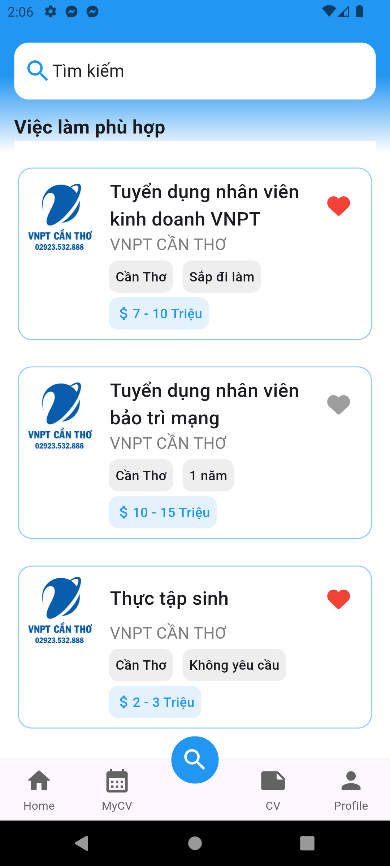 2:06
Tìm kiếm
Việc làm phù hợp
Tuyển dụng nhân viên
kinh doanh VNPT
VNPT CẦN THƠ
VNPT CẦN THƠ
02923.532.888
Cần Thơ
Sắp đi làm
$ 7 - 10 Triệu
Tuyển dụng nhân viên
bảo trì mạng
VNPT CẦN THƠ
VNPT CẦN THƠ
02923.532.888
Cần Thơ
1 năm
$ 10 - 15 Triệu
Thực tập sinh
VNPT CẦN THƠ
VNPT CẦN THƠ
02923.532.888
Cần Thơ
Không yêu cầu
$ 2 - 3 Triệu
Home
MyCV
CV
Profile